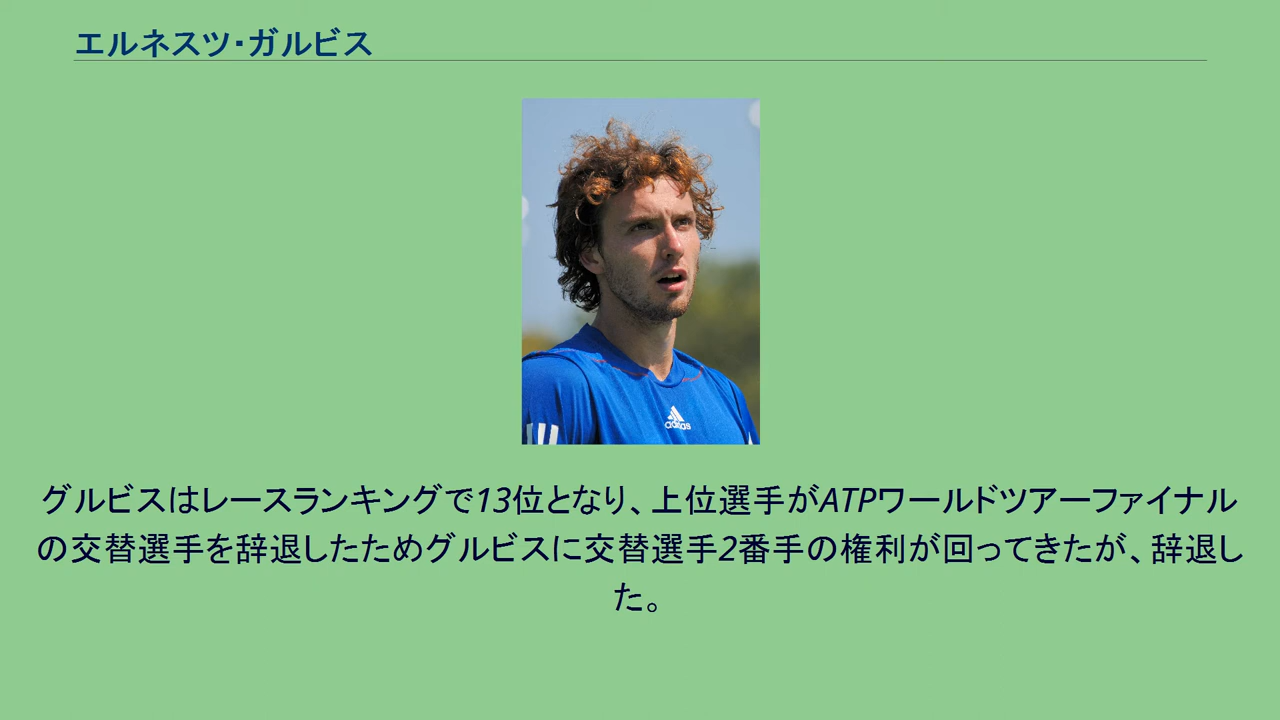 エルネスツ・ガルビス
adidas
グルビスはレースランキングで13位となり、上位選手がATPワールドツアーファイナル
の交替選手を辞退したためグルビスに交替選手2番手の権利が回ってきたが、辞退し
た。